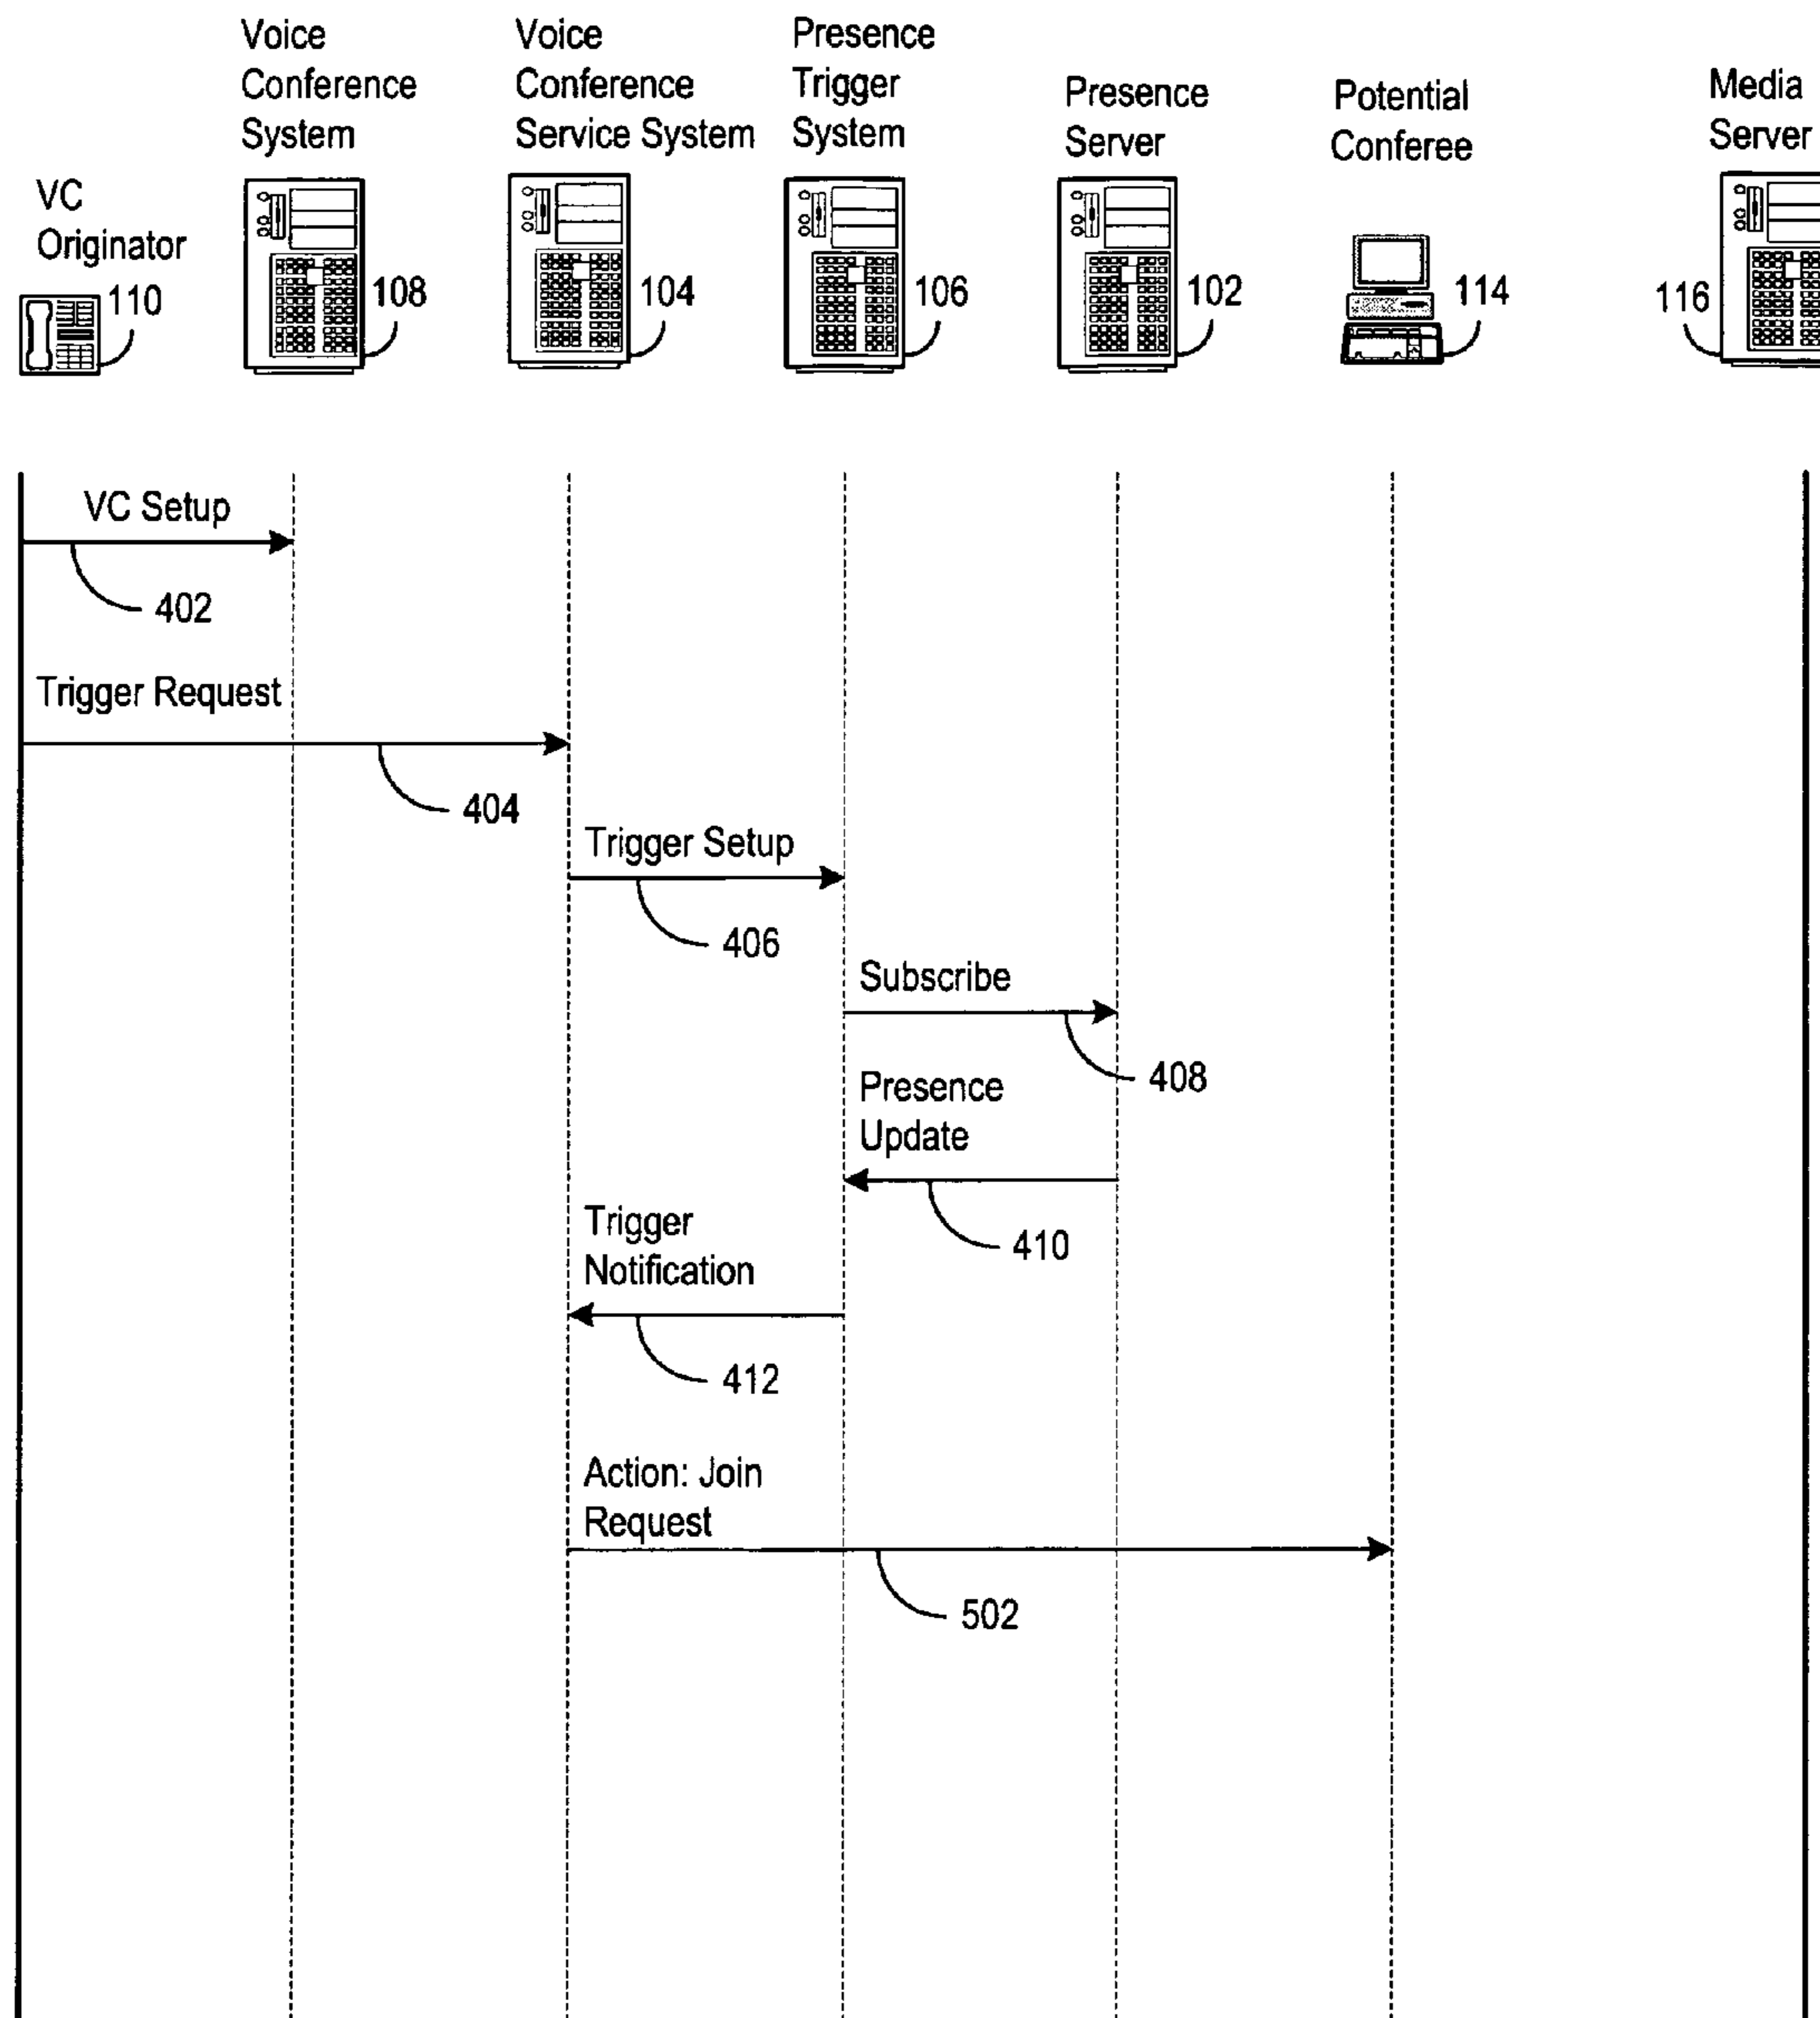 Voice
Conference
System
Voice
Conference
Service System
Presence
Trigger
System
Presence
Server
Potential
Conferee
Media
Server
VC
Originator
110
108
104
106
102
114
116
VC Setup
402
Trigger Request
404
Trigger Setup
406
Subscribe
408
Presence
Update
410
Trigger
Notification
412
Action: Join
Request
502